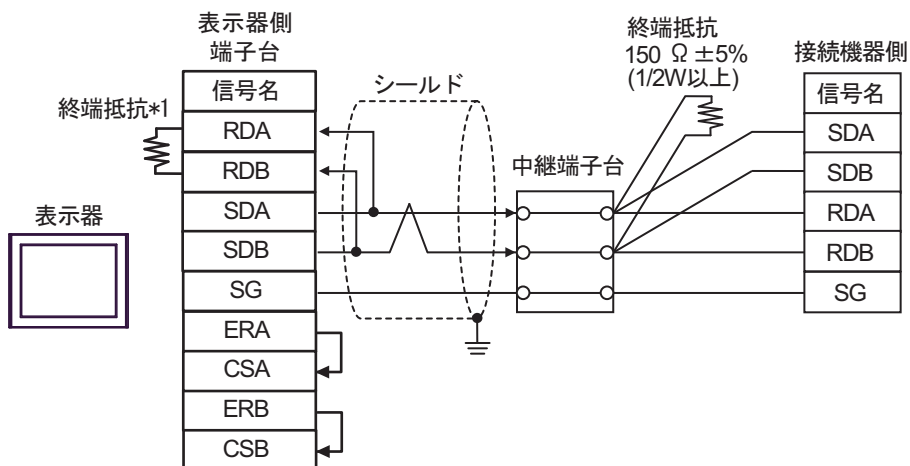 表示器側
端子台
信号名
終端抵抗*1
RDA
RDB
SDA
SDB
SG
ERA
CSA
ERB
CSB
表示器
シールド
中継端子台
終端抵抗
150 Ω ±5%
(1/2W以上)
接続機器側
信号名
SDA
SDB
RDA
RDB
SG